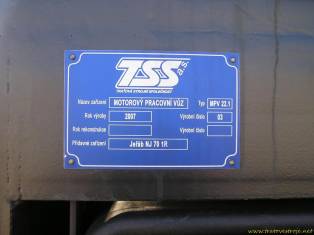 TSS a.s.
TRAŤOVÁ STROJNÍ SPOLEČNOST
Název zařízení MOTOROVÝ PRACOVNÍ VŮZ Typ MPV 22.1
Rok výroby 2007 Výrobní číslo 03
Rok rekonstrukce Výrobní číslo
Přídavné zařízení Jeřáb NJ 70 1R
www.tratovestroje.net